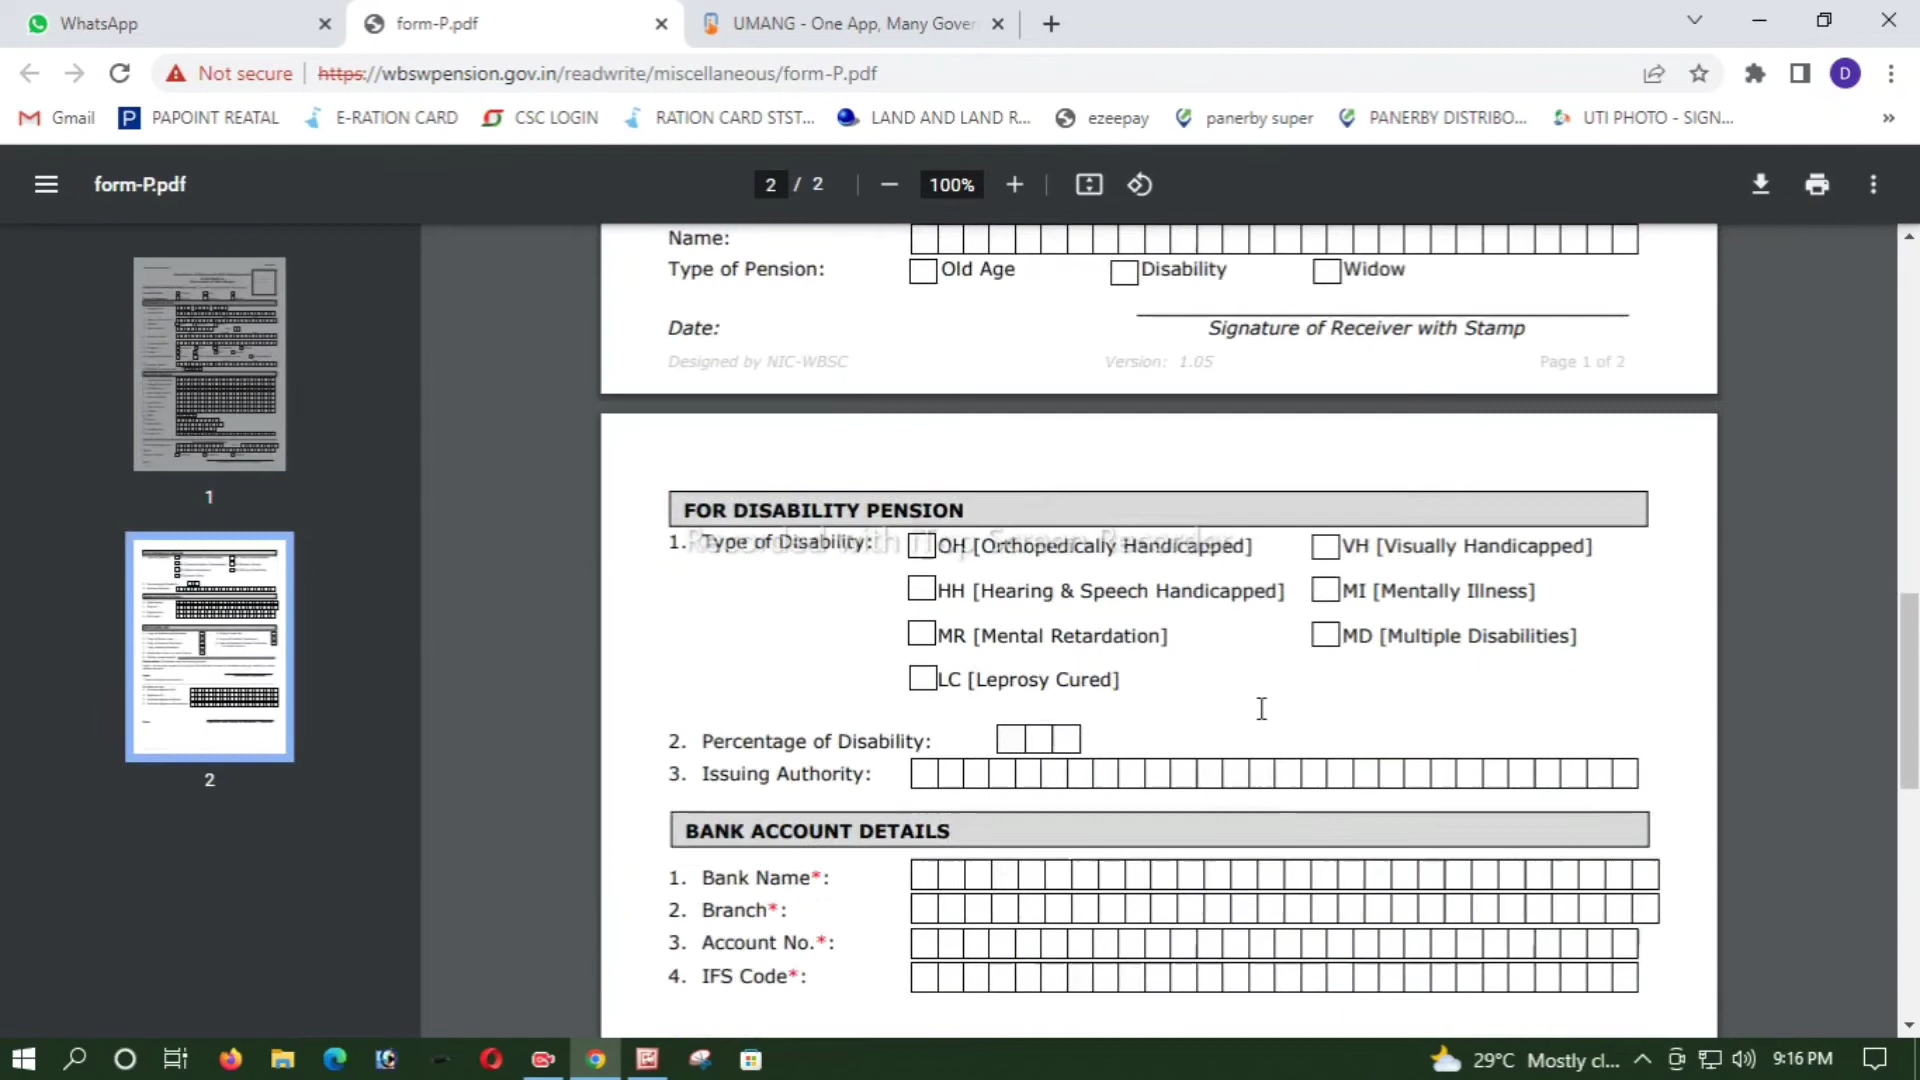 WhatsApp
form-P.pdf
UMANG - One App, Many Gover
Not secure
https://wbswpension.gov.in/readwrite/miscellaneous/form-P.pdf
D
Gmail
P PAPOINT REATAL
E-RATION CARD
CSC LOGIN
RATION CARD STST...
LAND AND LAND R...
ezeepay
panerby super
PANERBY DISTRIBO...
UTI PHOTO - SIGN...
form-P.pdf
2 / 2
100%
1
2
Name:
Type of Pension: Old Age Disability Widow
Date: Signature of Receiver with Stamp
Designed by NIC-WBSC Version: 1.05 Page 1 of 2
FOR DISABILITY PENSION
Recorded with iTop Screen Recorder
1. Type of Disability: OH [Orthopedically Handicapped] VH [Visually Handicapped]
HH [Hearing & Speech Handicapped] MI [Mentally Illness]
MR [Mental Retardation] MD [Multiple Disabilities]
LC [Leprosy Cured]
2. Percentage of Disability:
3. Issuing Authority:
BANK ACCOUNT DETAILS
1. Bank Name*:
2. Branch*:
3. Account No.*:
4. IFS Code*:
29°C Mostly cl...
9:16 PM